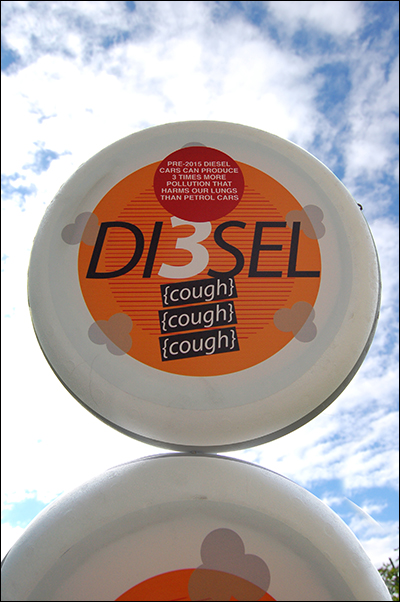 PRE-2015 DIESEL
CARS CAN PRODUCE
3 TIMES MORE
POLLUTION THAT
HARMS OUR LUNGS
THAN PETROL CARS
DI3SEL
{cough}
{cough}
{cough}